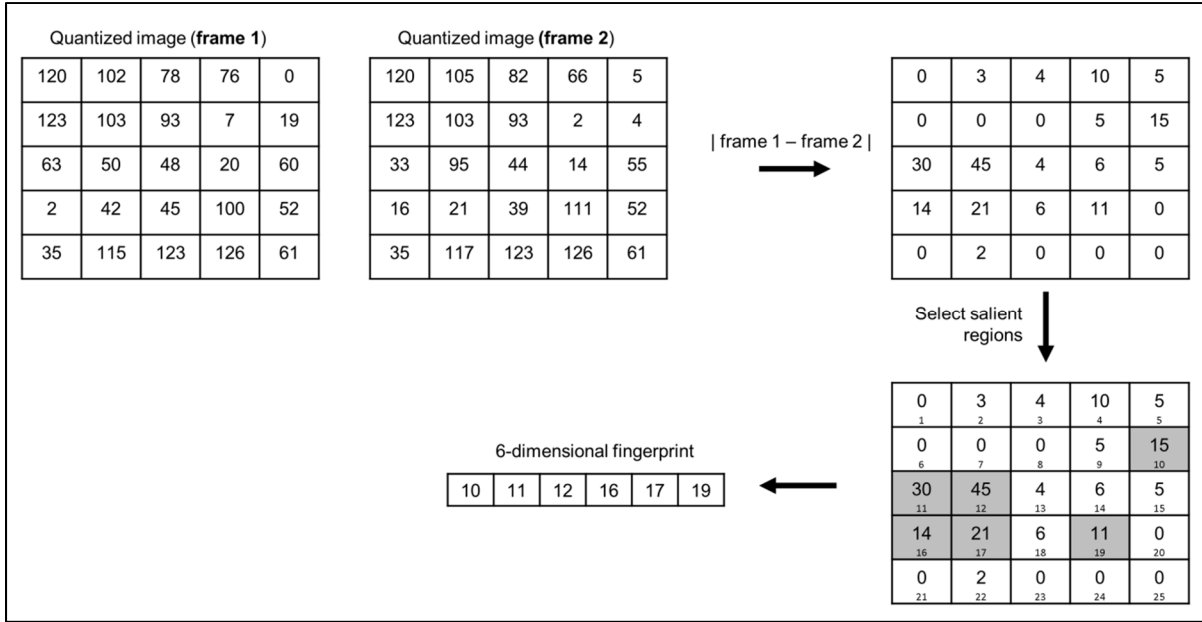 Quantized image (frame 1)
120 102 78 76 0
123 103 93 7 19
63 50 48 20 60
2 42 45 100 52
35 115 123 126 61
Quantized image (frame 2)
120 105 82 66 5
123 103 93 2 4
33 95 44 14 55
16 21 39 111 52
35 117 123 126 61
| frame 1 – frame 2 |
0 3 4 10 5
0 0 0 5 15
30 45 4 6 5
14 21 6 11 0
0 2 0 0 0
Select salient
regions
0 3 4 10 5
1 2 3 4 5
0 0 0 5 15
6 7 8 9 10
30 45 4 6 5
11 12 13 14 15
14 21 6 11 0
16 17 18 19 20
0 2 0 0 0
21 22 23 24 25
6-dimensional fingerprint
10 11 12 16 17 19